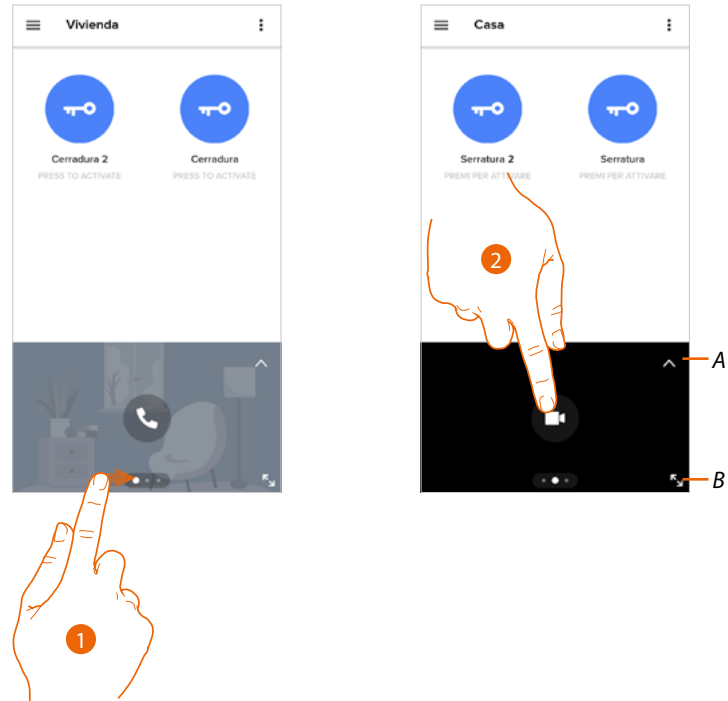 Vivienda
Cerradura 2
Cerradura
PRESS TO ACTIVATE
PRESS TO ACTIVATE
1
Casa
Serratura 2
Serratura
PREMI PER ATTIVARE
PREMI PER ATTIVARE
2
A
B